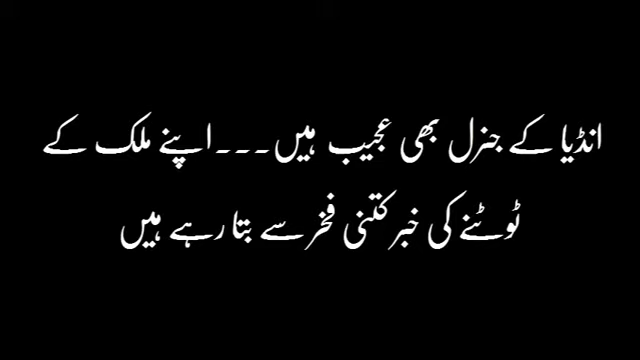 انڈیا کے جنرل بھی عجیب ہیں۔۔۔اپنے ملک کے
ٹوٹنے کی خبر کتنی فخر سے بتا رہے ہیں